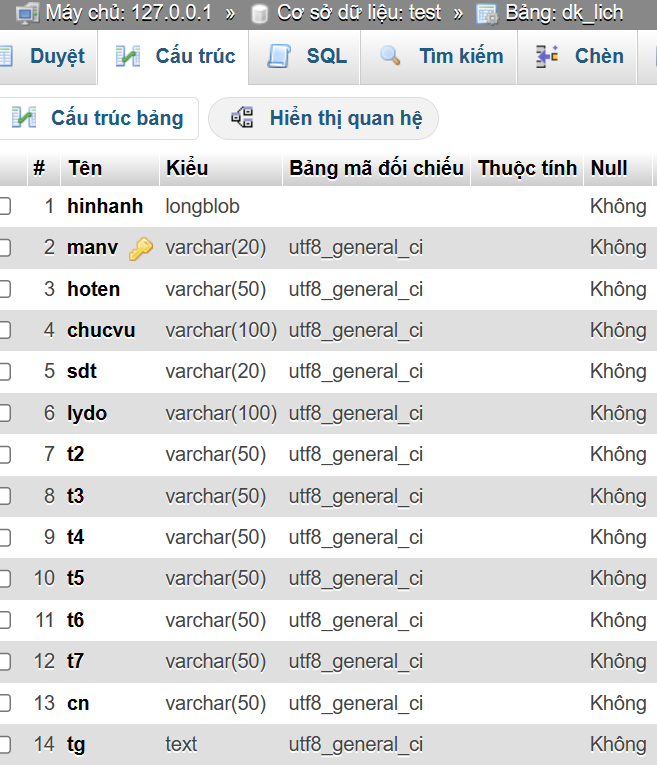 Máy chủ: 127.0.0.1 » Cơ sở dữ liệu: test » Bảng: dk_lich
Duyệt Cấu trúc SQL Tìm kiếm Chèn
Cấu trúc bảng Hiển thị quan hệ
# Tên Kiểu Bảng mã đối chiếu Thuộc tính Null
1 hinhanh longblob Không
2 manv varchar(20) utf8_general_ci Không
3 hoten varchar(50) utf8_general_ci Không
4 chucvu varchar(100) utf8_general_ci Không
5 sdt varchar(20) utf8_general_ci Không
6 lydo varchar(100) utf8_general_ci Không
7 t2 varchar(50) utf8_general_ci Không
8 t3 varchar(50) utf8_general_ci Không
9 t4 varchar(50) utf8_general_ci Không
10 t5 varchar(50) utf8_general_ci Không
11 t6 varchar(50) utf8_general_ci Không
12 t7 varchar(50) utf8_general_ci Không
13 cn varchar(50) utf8_general_ci Không
14 tg text utf8_general_ci Không